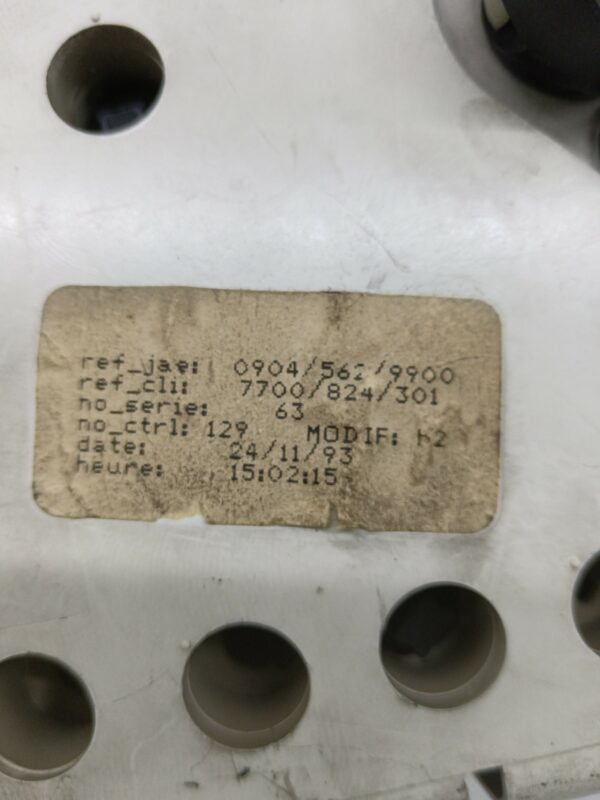 ref_jae: 0904/562/9900
ref_cli: 7700/824/301
no_serie: 63
no_ctrl: 129 MODIF:
date: 24/11/93
heure: 15:02:15